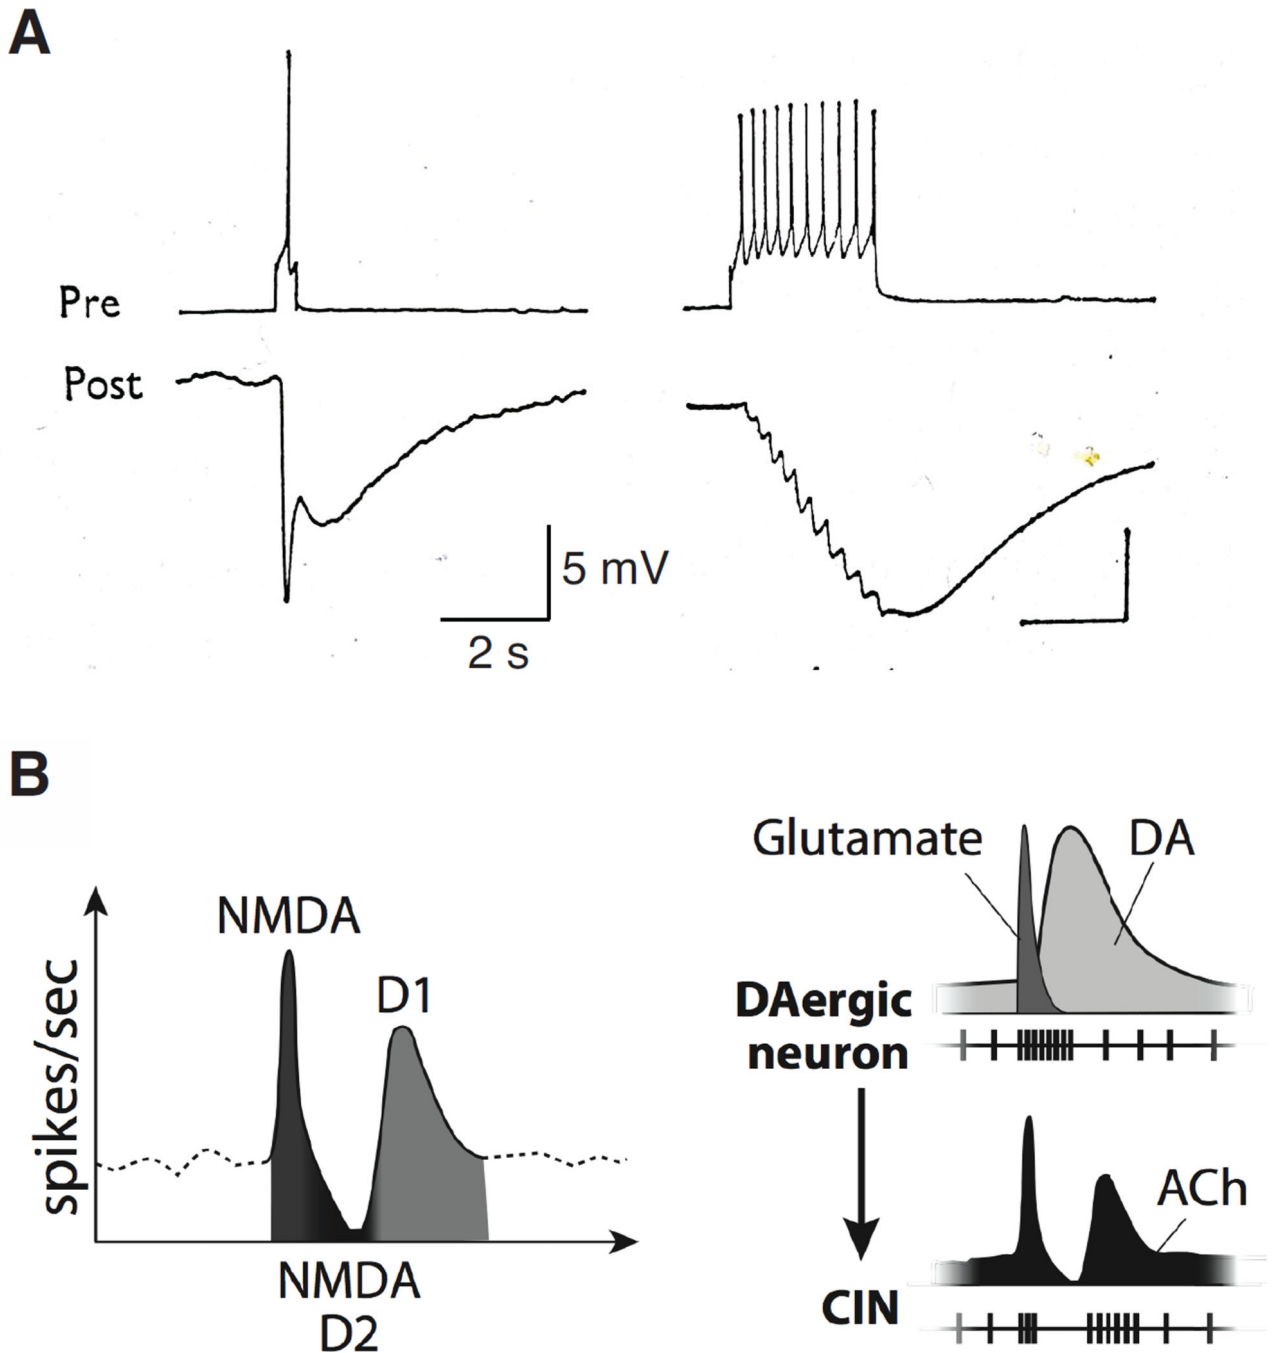 A
Pre
Post
5 mV
2 s
B
NMDA
D1
spikes/sec
NMDA
D2
Glutamate
DA
DAergic
neuron
ACh
CIN